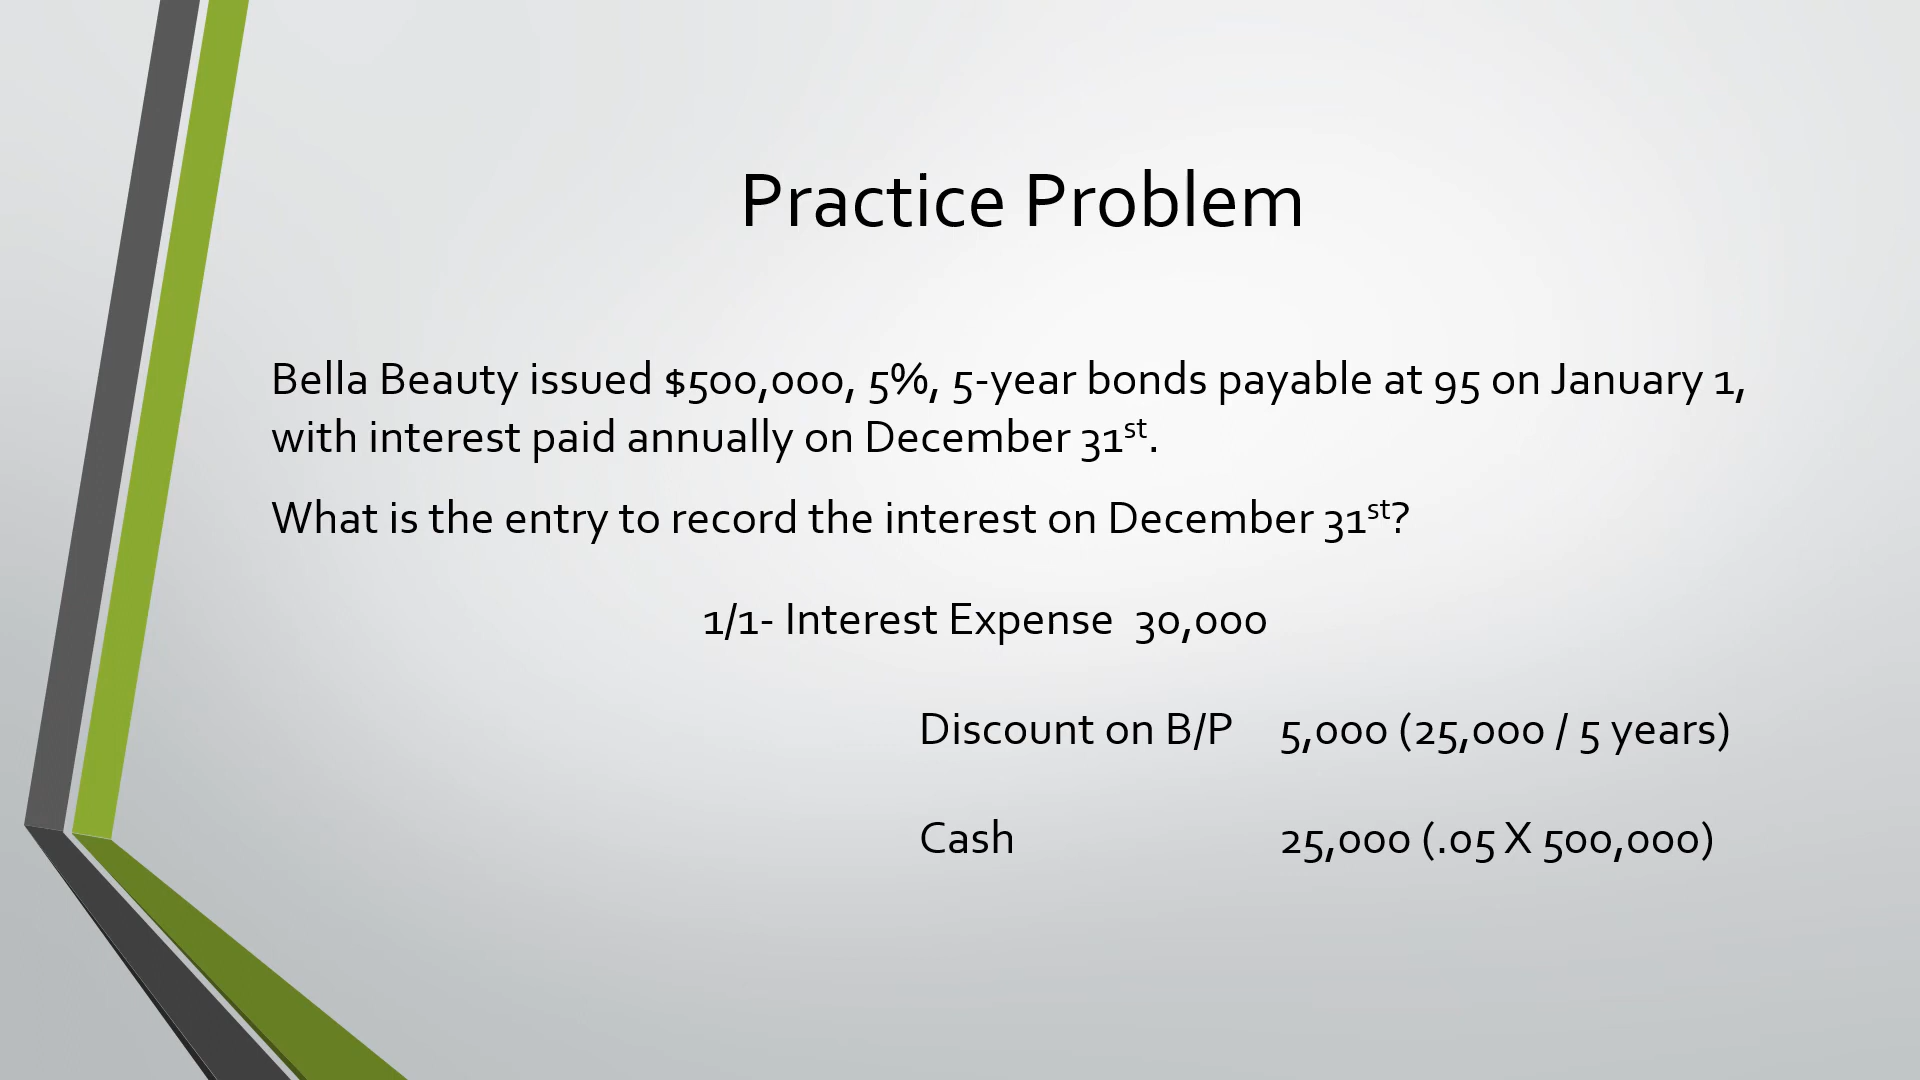 Practice Problem
Bella Beauty issued $500,000, 5%, 5-year bonds payable at 95 on January 1,
with interest paid annually on December 31st.
What is the entry to record the interest on December 31st?
1/1- Interest Expense 30,000
Discount on B/P 5,000 (25,000 / 5 years)
Cash 25,000 (.05 X 500,000)